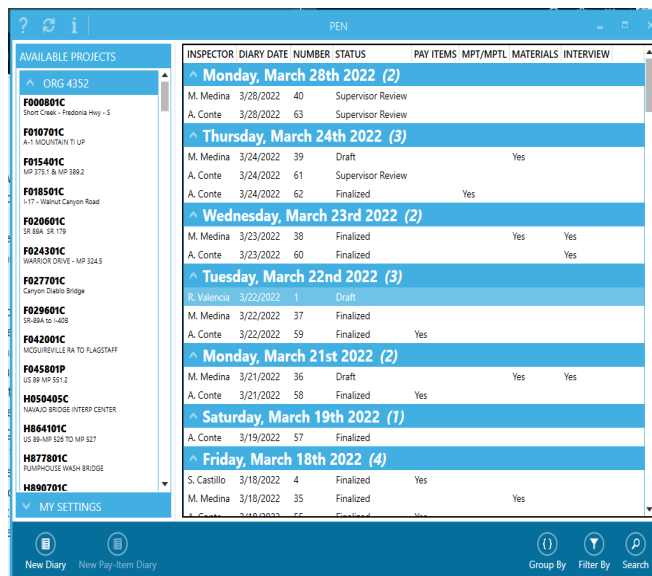 PEN
AVAILABLE PROJECTS
ORG 4352
F000801C
Short Creek - Fredonia Hwy - S
F010701C
A-1 MOUNTAIN TI UP
F015401C
MP 375.1 & MP 389.2
F018501C
I-17 - Walnut Canyon Road
F020601C
SR 89A SR 179
F024301C
WARRIOR DRIVE - MP 324.5
F027701C
Canyon Diablo Bridge
F029601C
SR-89A to I-40B
F042001C
MCGUIREVILLE RA TO FLAGSTAFF
F045801P
US 89 MP 551.2
H050405C
NAVAJO BRIDGE INTERP CENTER
H864101C
US 89-MP 526 TO MP 527
H877801C
PUMPHOUSE WASH BRIDGE
H890701C
MY SETTINGS
INSPECTOR DIARY DATE NUMBER STATUS PAY ITEMS MPT/MPTL MATERIALS INTERVIEW
Monday, March 28th 2022 (2)
M. Medina 3/28/2022 40 Supervisor Review
A. Conte 3/28/2022 63 Supervisor Review
Thursday, March 24th 2022 (3)
M. Medina 3/24/2022 39 Draft Yes
A. Conte 3/24/2022 61 Supervisor Review
A. Conte 3/24/2022 62 Finalized Yes
Wednesday, March 23rd 2022 (2)
M. Medina 3/23/2022 38 Finalized Yes Yes
A. Conte 3/23/2022 60 Finalized Yes
Tuesday, March 22nd 2022 (3)
R. Valencia 3/22/2022 1 Draft
M. Medina 3/22/2022 37 Finalized
A. Conte 3/22/2022 59 Finalized Yes
Monday, March 21st 2022 (2)
M. Medina 3/21/2022 36 Draft Yes Yes
A. Conte 3/21/2022 58 Finalized Yes
Saturday, March 19th 2022 (1)
A. Conte 3/19/2022 57 Finalized
Friday, March 18th 2022 (4)
S. Castillo 3/18/2022 4 Finalized Yes
M. Medina 3/18/2022 35 Finalized Yes
A. Conte 3/18/2022 55 Finalized Yes
New Diary New Pay-Item Diary Group By Filter By Search